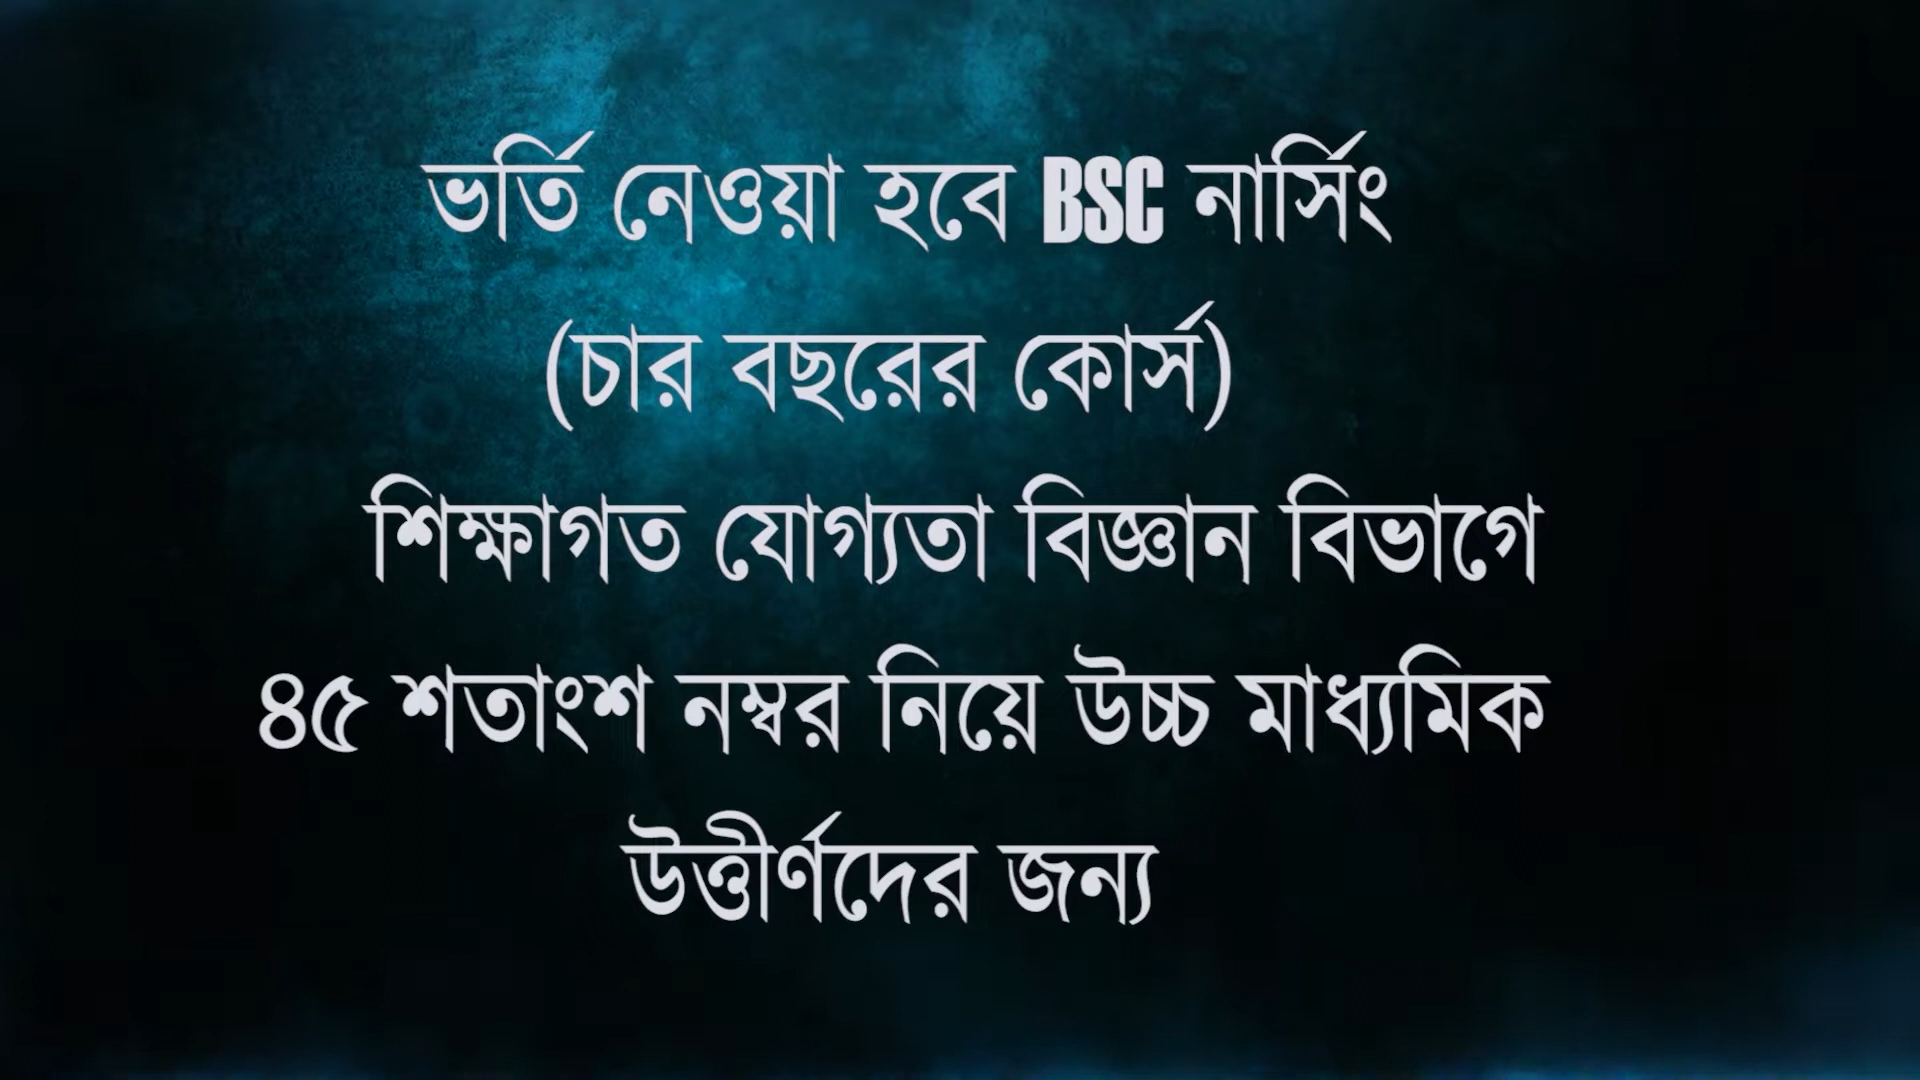 ভর্তি নেওয়া হবে BSC নার্সিং
(চার বছরের কোর্স)
শিক্ষাগত যোগ্যতা বিজ্ঞান বিভাগে
৪৫ শতাংশ নম্বর নিয়ে উচ্চ মাধ্যমিক
উত্তীর্ণদের জন্য